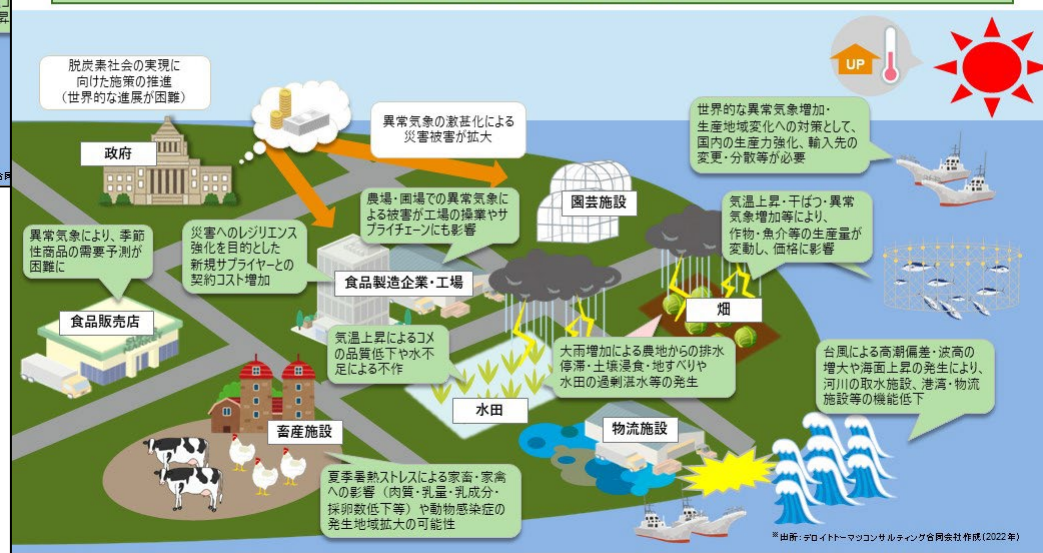 昇
合同
脱炭素社会の実現に
向けた施策の推進
（世界的な進展が困難）
政府
異常気象の激甚化による
災害被害が拡大
UP
世界的な異常気象増加・
生産地域変化への対策として、
国内の生産力強化、輸入先の
変更・分散等が必要
農場・圃場での異常気象に
よる被害が工場の操業やサ
プライチェーンにも影響
園芸施設
気温上昇・干ばつ・異常
気象増加等により、
作物・魚介等の生産量が
変動し、価格に影響
異常気象により、季節
性商品の需要予測が
困難に
災害へのレジリエンス
強化を目的とした
新規サプライヤーとの
契約コスト増加
食品製造企業・工場
畑
食品販売店
気温上昇によるコメ
の品質低下や水不
足による不作
大雨増加による農地からの排水
停滞・土壌浸食・地すべりや
水田の過剰湛水等の発生
台風による高潮偏差・波高の
増大や海面上昇の発生により、
河川の取水施設、港湾・物流
施設等の機能低下
水田
畜産施設
物流施設
夏季暑熱ストレスによる家畜・家禽
への影響（肉質・乳量・乳成分・
採卵数低下等）や動物感染症の
発生地域拡大の可能性
※出所：デロイトトーマツコンサルティング合同会社作成(2022年)